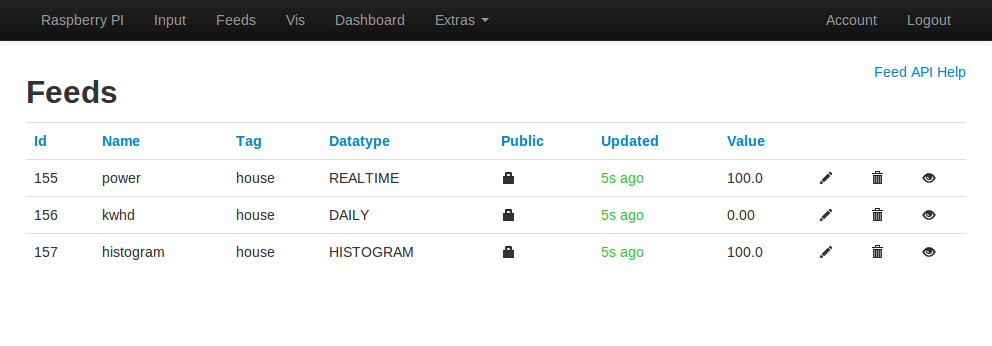 Raspberry PI Input Feeds Vis Dashboard Extras Account Logout
Feed API Help
Feeds
Id Name Tag Datatype Public Updated Value
155 power house REALTIME 5s ago 100.0
156 kwhd house DAILY 5s ago 0.00
157 histogram house HISTOGRAM 5s ago 100.0